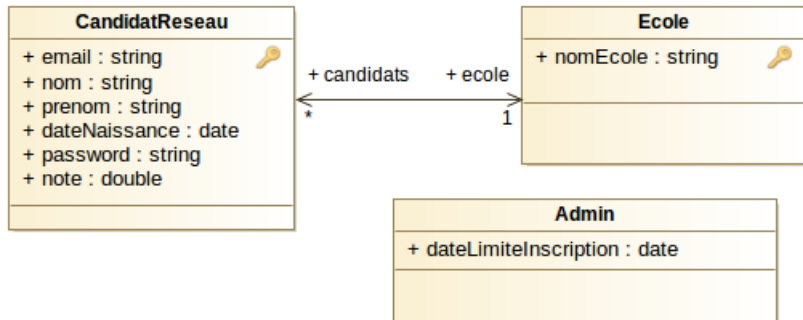 CandidatReseau
+ email : string
+ nom : string
+ prenom : string
+ dateNaissance : date
+ password : string
+ note : double
+ candidats
+ ecole
*
1
Ecole
+ nomEcole : string
Admin
+ dateLimiteInscription : date